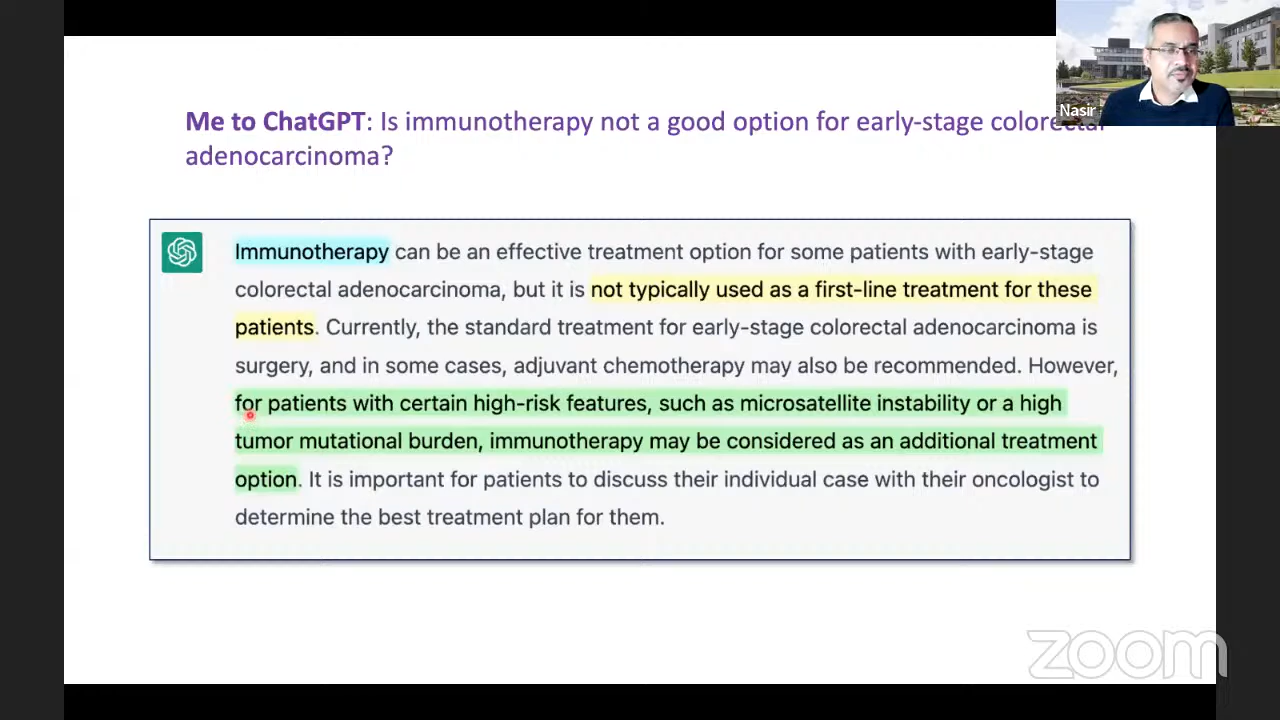 Me to ChatGPT: Is immunotherapy not a good option for early-stage colorectal
adenocarcinoma?
Nasir
Immunotherapy can be an effective treatment option for some patients with early-stage
colorectal adenocarcinoma, but it is not typically used as a first-line treatment for these
patients. Currently, the standard treatment for early-stage colorectal adenocarcinoma is
surgery, and in some cases, adjuvant chemotherapy may also be recommended. However,
for patients with certain high-risk features, such as microsatellite instability or a high
tumor mutational burden, immunotherapy may be considered as an additional treatment
option. It is important for patients to discuss their individual case with their oncologist to
determine the best treatment plan for them.
zoom